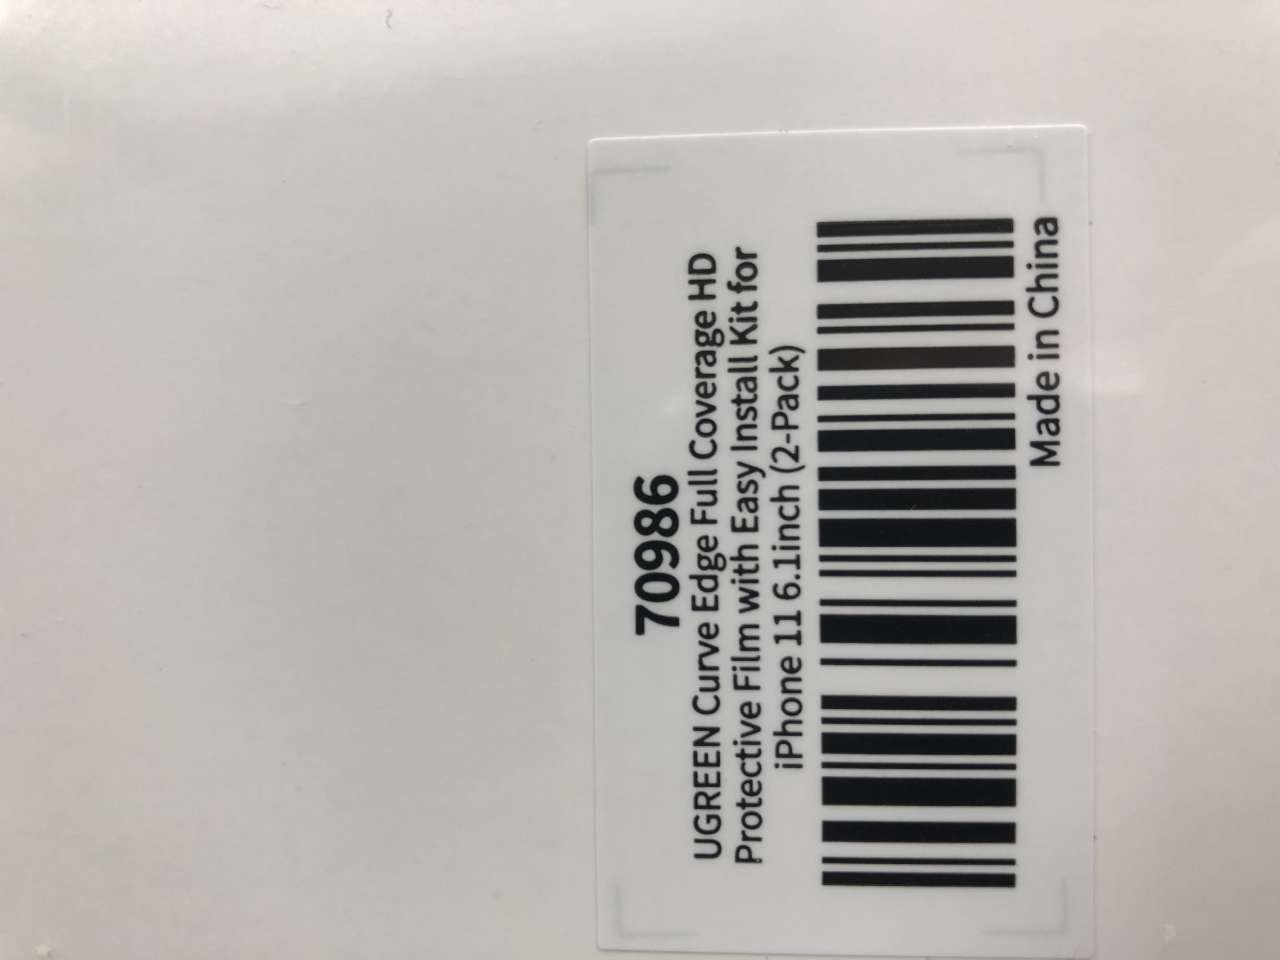 70986
UGREEN Curve Edge Full Coverage HD
Protective Film with Easy Install Kit for
iPhone 11 6.1inch (2-Pack)
Made in China